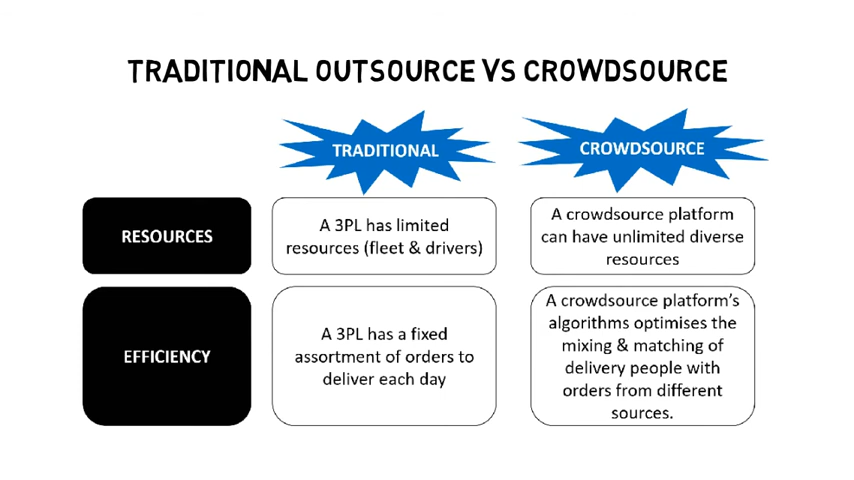 TRADITIONAL OUTSOURCE VS CROWDSOURCE
TRADITIONAL
CROWDSOURCE
RESOURCES
A 3PL has limited
resources (fleet & drivers)
A crowdsource platform
can have unlimited diverse
resources
EFFICIENCY
A 3PL has a fixed
assortment of orders to
deliver each day
A crowdsource platform's
algorithms optimises the
mixing & matching of
delivery people with
orders from different
sources.